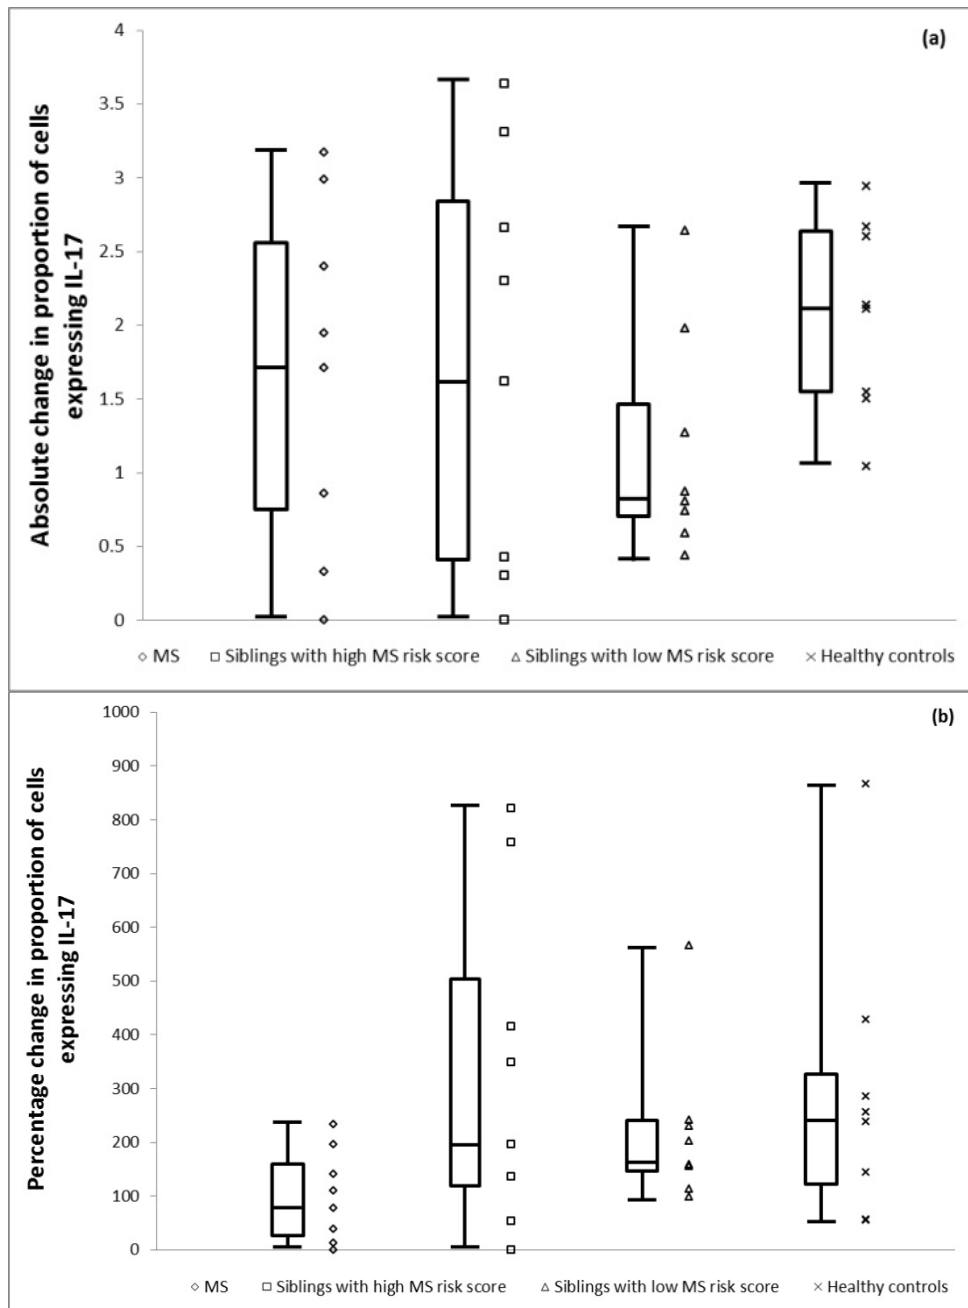 (a)
Absolute change in proportion of cells
expressing IL-17
4
3.5
3
2.5
2
1.5
1
0.5
0
MS Siblings with high MS risk score Siblings with low MS risk score Healthy controls
(b)
Percentage change in proportion of cells
expressing IL-17
1000
900
800
700
600
500
400
300
200
100
0
MS Siblings with high MS risk score Siblings with low MS risk score Healthy controls